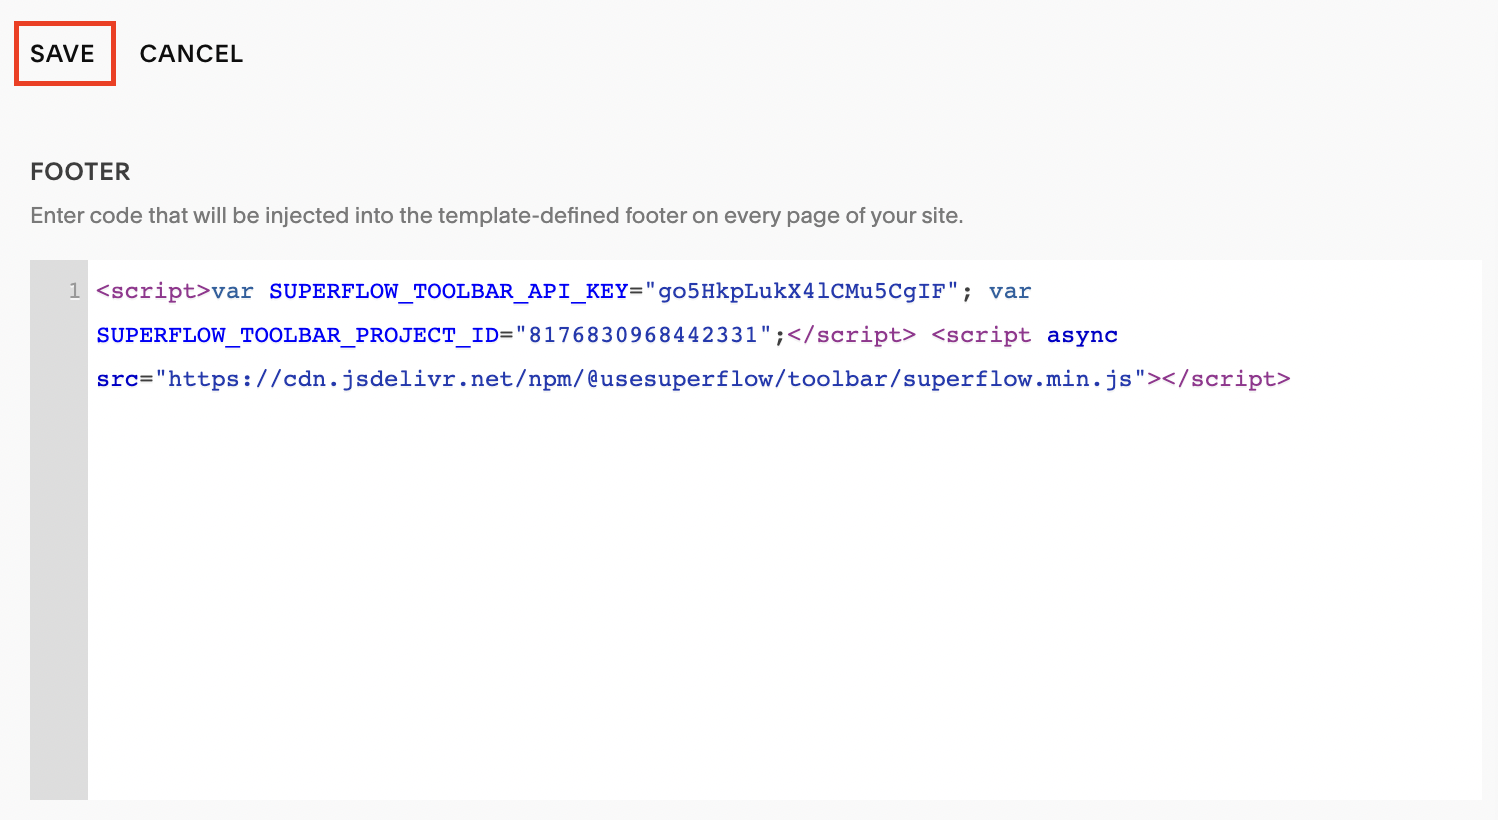 SAVE CANCEL
FOOTER
Enter code that will be injected into the template-defined footer on every page of your site.
1 <script>var SUPERFLOW_TOOLBAR_API_KEY="go5HkpLukX4lCMu5CgIF"; var
SUPERFLOW_TOOLBAR_PROJECT_ID="8176830968442331";</script> <script async
src="https://cdn.jsdelivr.net/npm/@usesuperflow/toolbar/superflow.min.js"></script>